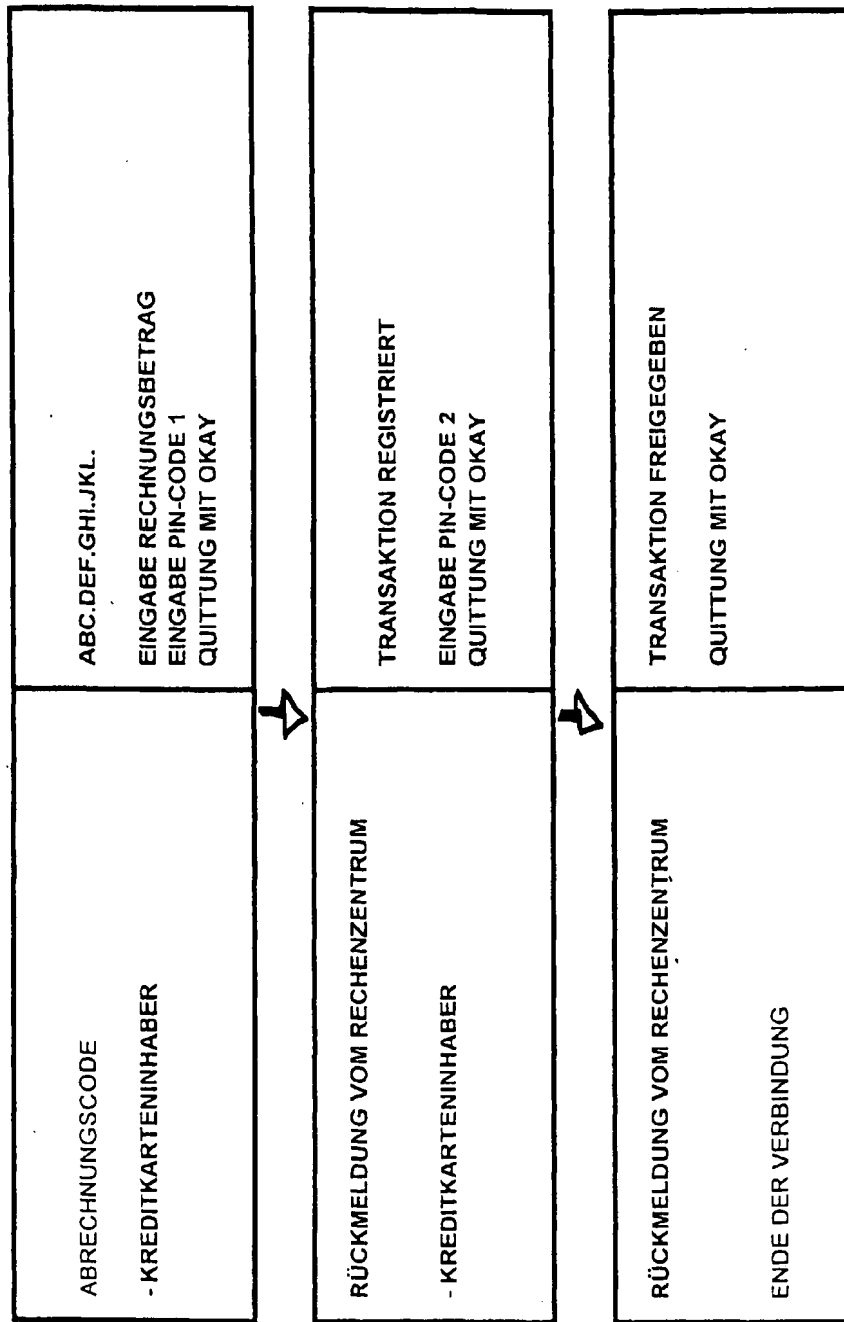 ABRECHNUNGSCODE
- KREDITKARTENINHABER
ABC.DEF.GHI.JKL.
EINGABE RECHNUNGSBETRAG
EINGABE PIN-CODE 1
QUITTUNG MIT OKAY
RÜCKMELDUNG VOM RECHENZENTRUM
- KREDITKARTENINHABER
TRANSAKTION REGISTRIERT
EINGABE PIN-CODE 2
QUITTUNG MIT OKAY
RÜCKMELDUNG VOM RECHENZENTRUM
ENDE DER VERBINDUNG
TRANSAKTION FREIGEGEBEN
QUITTUNG MIT OKAY